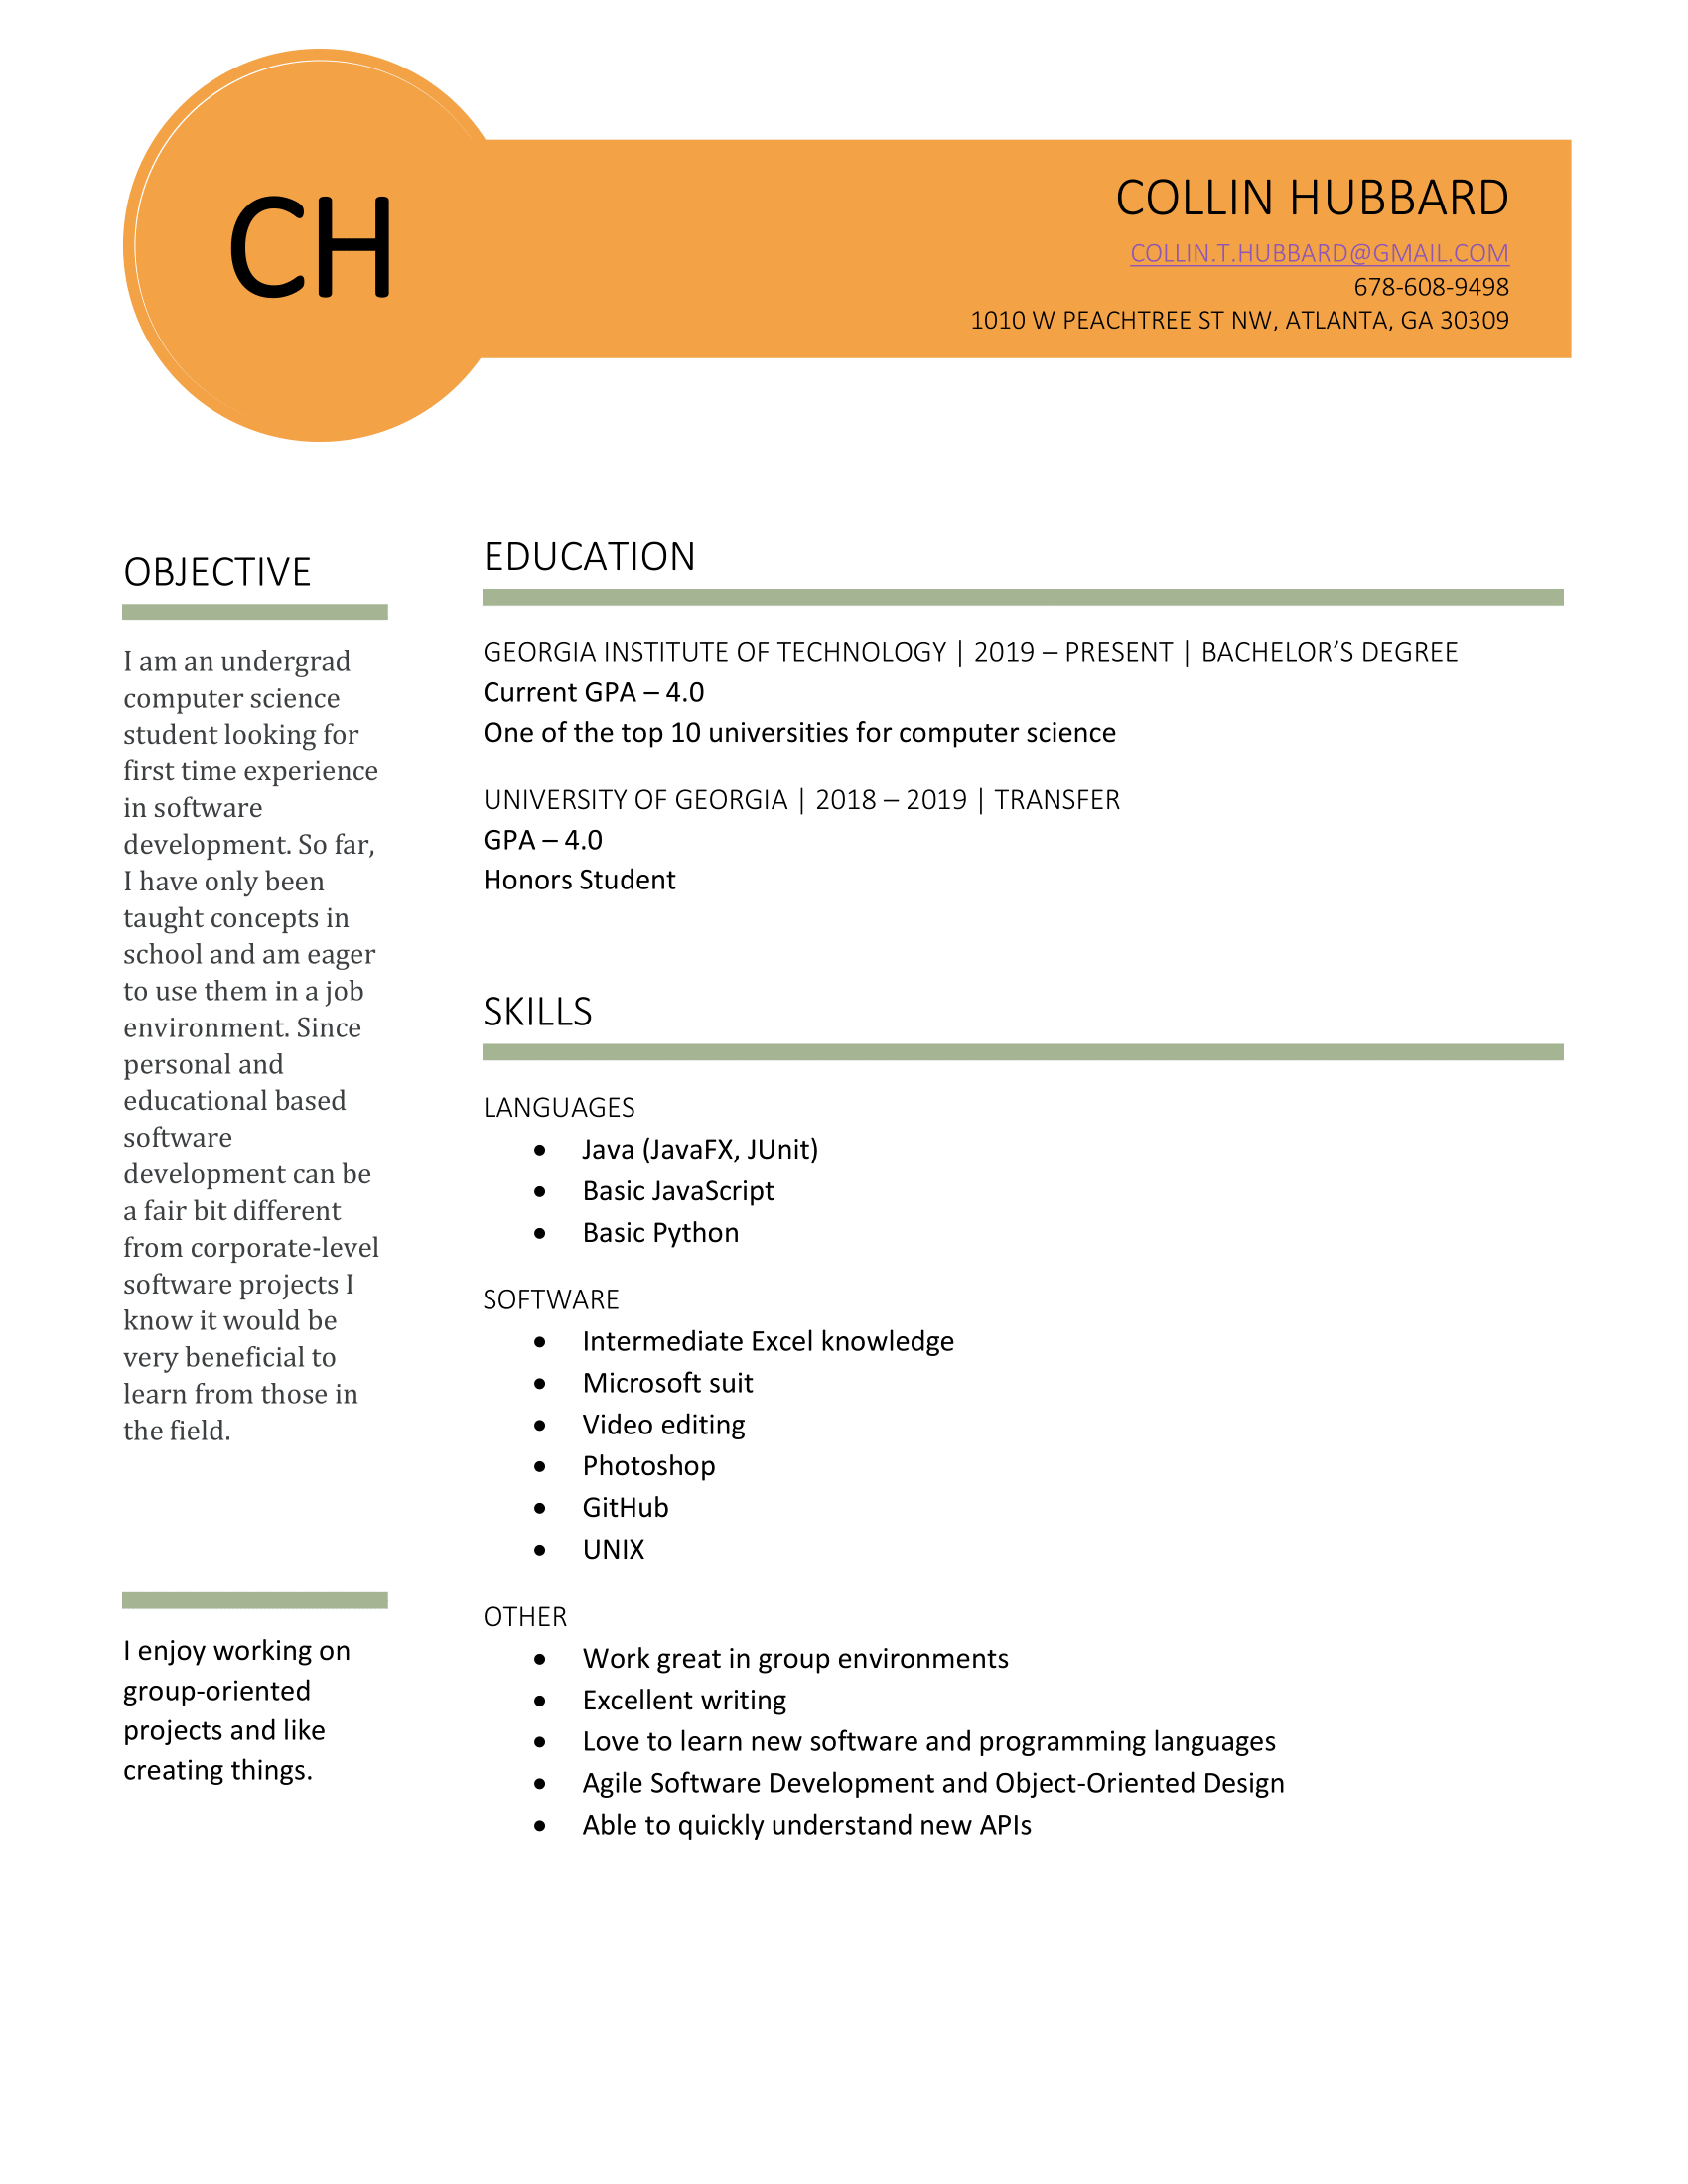 CH
COLLIN HUBBARD
COLLIN.T.HUBBARD@GMAIL.COM
678-608-9498
1010 W PEACHTREE ST NW, ATLANTA, GA 30309
OBJECTIVE
I am an undergrad
computer science
student looking for
first time experience
in software
development. So far,
I have only been
taught concepts in
school and am eager
to use them in a job
environment. Since
personal and
educational based
software
development can be
a fair bit different
from corporate-level
software projects I
know it would be
very beneficial to
learn from those in
the field.
I enjoy working on
group-oriented
projects and like
creating things.
EDUCATION
GEORGIA INSTITUTE OF TECHNOLOGY | 2019 – PRESENT | BACHELOR’S DEGREE
Current GPA – 4.0
One of the top 10 universities for computer science
UNIVERSITY OF GEORGIA | 2018 – 2019 | TRANSFER
GPA – 4.0
Honors Student
SKILLS
LANGUAGES
• Java (JavaFX, JUnit)
• Basic JavaScript
• Basic Python
SOFTWARE
• Intermediate Excel knowledge
• Microsoft suit
• Video editing
• Photoshop
• GitHub
• UNIX
OTHER
• Work great in group environments
• Excellent writing
• Love to learn new software and programming languages
• Agile Software Development and Object-Oriented Design
• Able to quickly understand new APIs